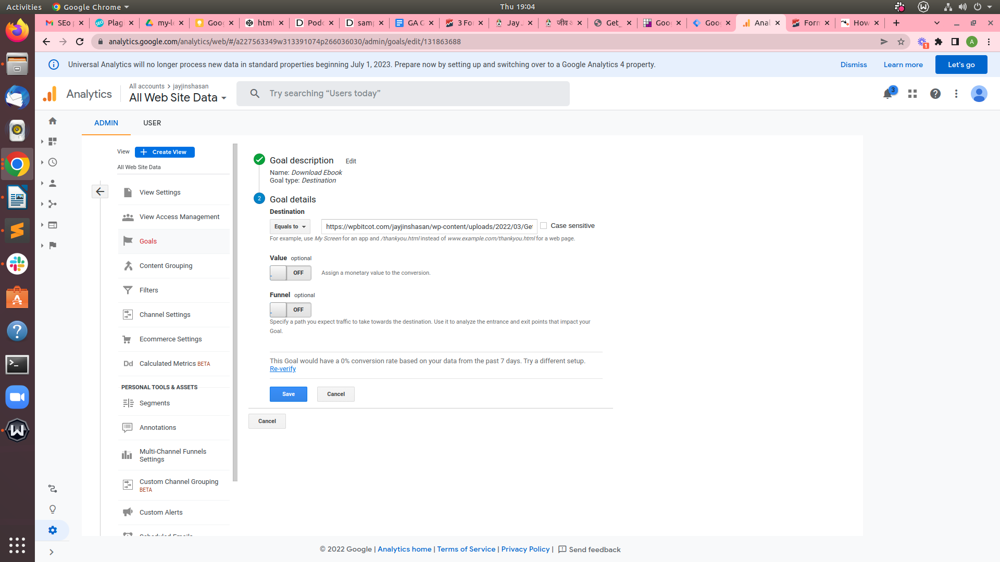 Activities
Google Chrome
Thu 19:04
SEo
Plag
my-l
Goog
html
Pod
sam
GA G
3 Fo
Jay J
जीव
Get_
Goo
Goo
Anal
Form
How
analytics.google.com/analytics/web/#/a227563349w313391074p266036030/admin/goals/edit/131863688
1
A
Universal Analytics will no longer process new data in standard properties beginning July 1, 2023. Prepare now by setting up and switching over to a Google Analytics 4 property.
Dismiss
Learn more
Let's go
Analytics
All accounts > jayjinshasan
All Web Site Data
Try searching “Users today”
3
ADMIN
USER
View
Create View
All Web Site Data
View Settings
View Access Management
Goals
Content Grouping
Filters
Channel Settings
Ecommerce Settings
Dd
Calculated Metrics BETA
PERSONAL TOOLS & ASSETS
Segments
Annotations
Multi-Channel Funnels
Settings
Custom Channel Grouping
BETA
Custom Alerts
Scheduled Emails
Goal description
Edit
Name: Download Ebook
Goal type: Destination
2
Goal details
Destination
Equals to
https://wpbitcot.com/jayjinshasan/wp-content/uploads/2022/03/Get
Case sensitive
For example, use My Screen for an app and /thankyou.html instead of www.example.com/thankyou.html for a web page.
Value optional
OFF
Assign a monetary value to the conversion.
Funnel optional
OFF
Specify a path you expect traffic to take towards the destination. Use it to analyze the entrance and exit points that impact your
Goal.
This Goal would have a 0% conversion rate based on your data from the past 7 days. Try a different setup.
Re-verify
Save
Cancel
Cancel
© 2022 Google | Analytics home | Terms of Service | Privacy Policy | Send feedback